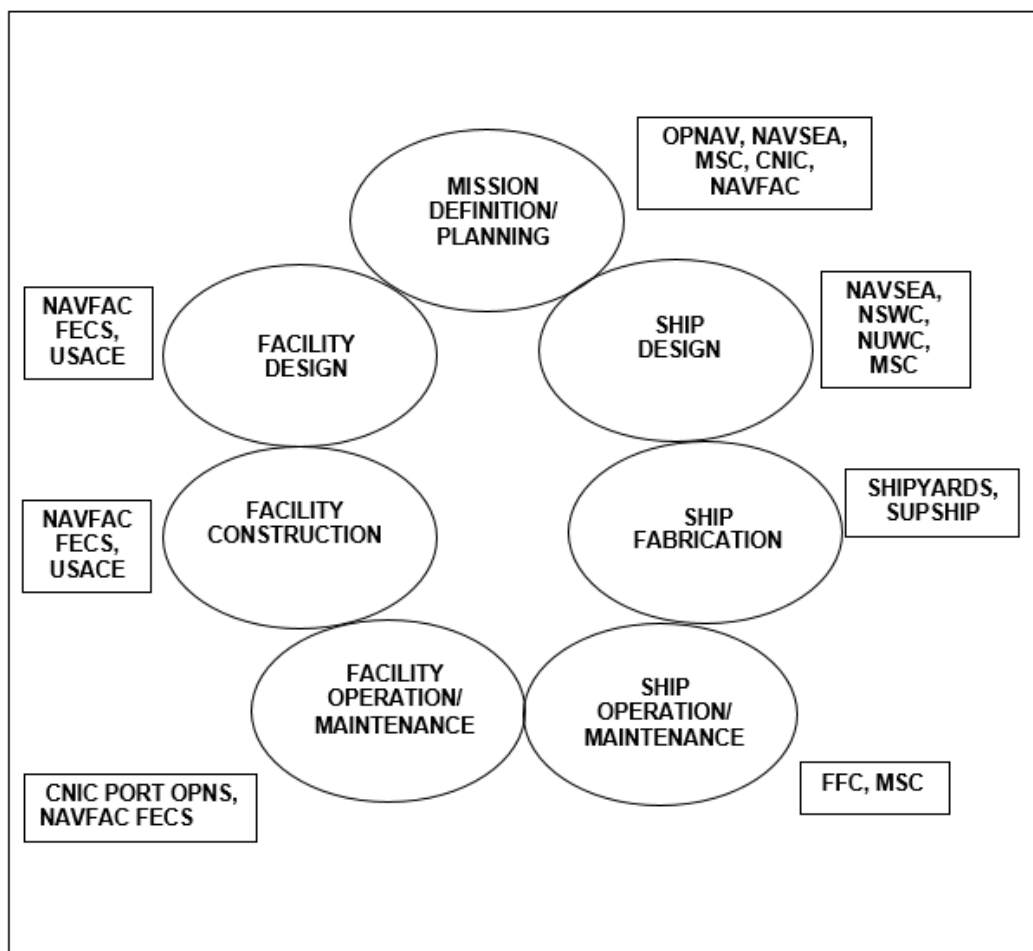 MISSION
DEFINITION/
PLANNING
OPNAV, NAVSEA,
MSC, CNIC,
NAVFAC
NAVFAC
FECS,
USACE
FACILITY
DESIGN
SHIP
DESIGN
NAVSEA,
NSWC,
NUWC,
MSC
NAVFAC
FECS,
USACE
FACILITY
CONSTRUCTION
SHIP
FABRICATION
SHIPYARDS,
SUPSHIP
FACILITY
OPERATION/
MAINTENANCE
SHIP
OPERATION/
MAINTENANCE
CNIC PORT OPNS,
NAVFAC FECS
FFC, MSC